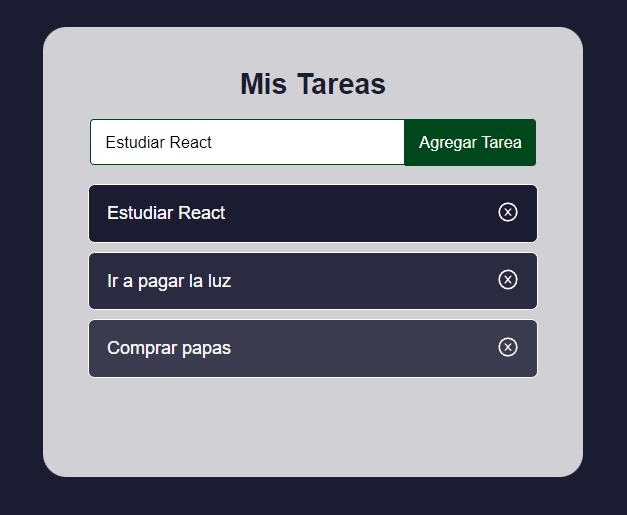 Mis Tareas
Estudiar React
Agregar Tarea
Estudiar React
Ir a pagar la luz
Comprar papas